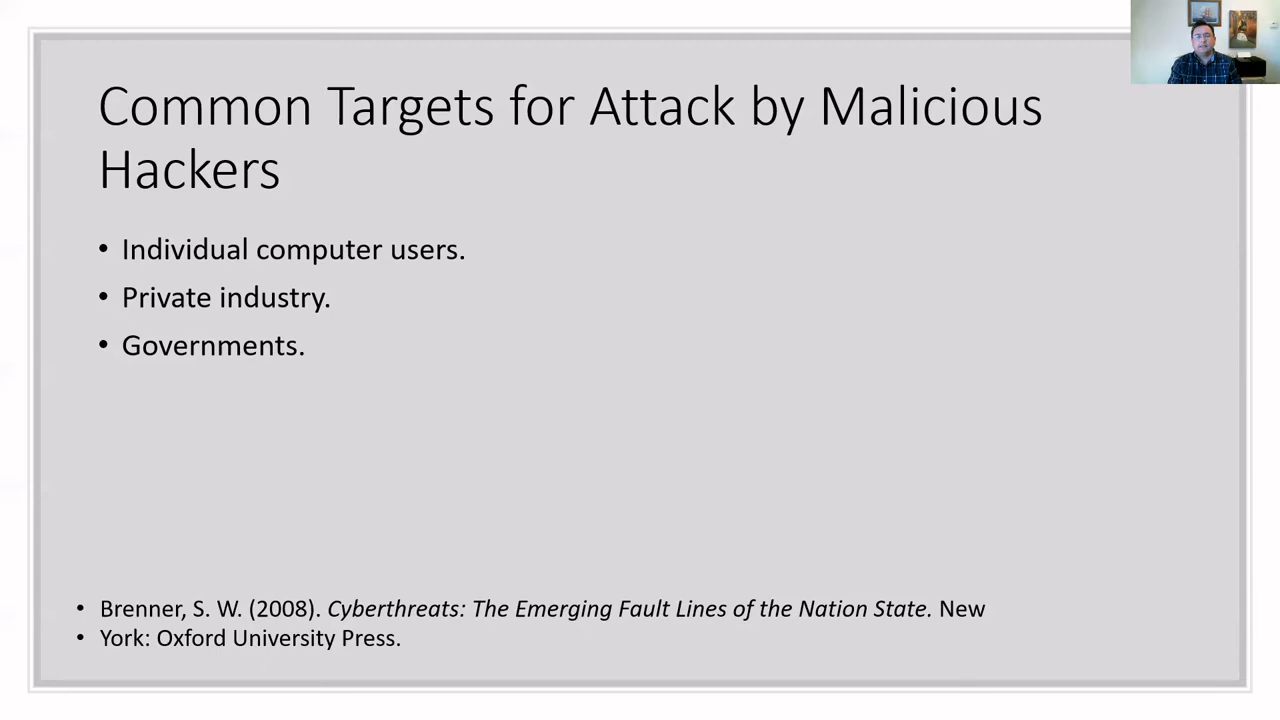 Common Targets for Attack by Malicious
Hackers
• Individual computer users.
• Private industry.
• Governments.
• Brenner, S. W. (2008). Cyberthreats: The Emerging Fault Lines of the Nation State. New
• York: Oxford University Press.